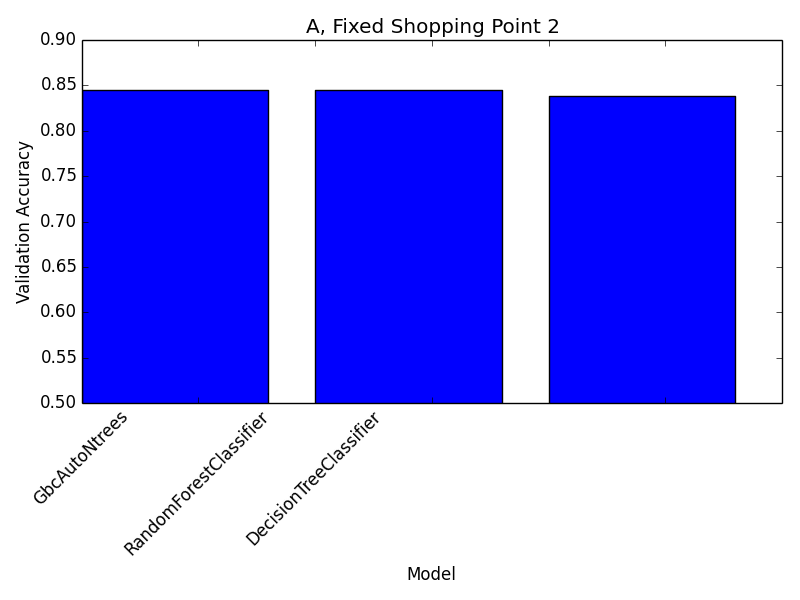 A, Fixed Shopping Point 2
0.90
0.85
0.80
0.75
0.70
0.65
0.60
0.55
0.50
Validation Accuracy
GbcAutoNtrees
RandomForestClassifier
DecisionTreeClassifier
Model